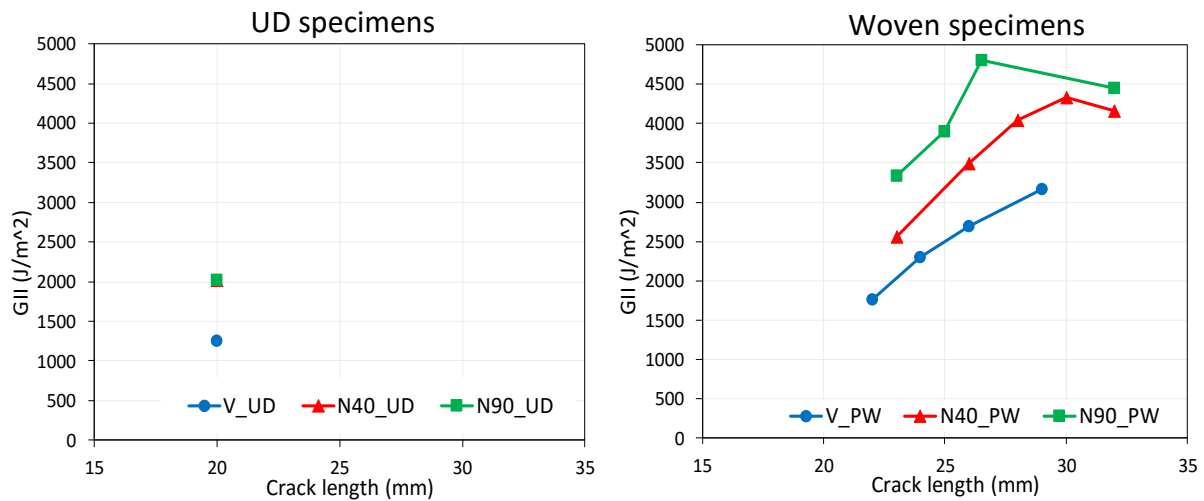 UD specimens
5000
4500
4000
3500
3000
2500
2000
1500
1000
500
0
GII (J/m^2)
V_UD N40_UD N90_UD
15 20 25 30 35
Crack length (mm)
Woven specimens
5000
4500
4000
3500
3000
2500
2000
1500
1000
500
0
GII (J/m^2)
V_PW N40_PW N90_PW
15 20 25 30 35
Crack length (mm)